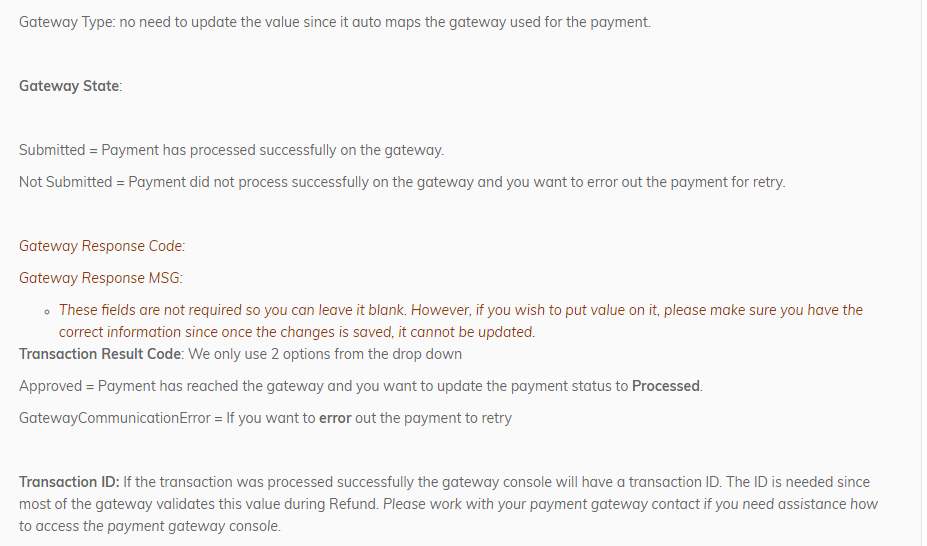 Gateway Type: no need to update the value since it auto maps the gateway used for the payment.
Gateway State:
Submitted = Payment has processed successfully on the gateway.
Not Submitted = Payment did not process successfully on the gateway and you want to error out the payment for retry.
Gateway Response Code:
Gateway Response MSG:
These fields are not required so you can leave it blank. However, if you wish to put value on it, please make sure you have the
correct information since once the changes is saved, it cannot be updated.
Transaction Result Code: We only use 2 options from the drop down
Approved = Payment has reached the gateway and you want to update the payment status to Processed.
GatewayCommunicationError = If you want to error out the payment to retry
Transaction ID: If the transaction was processed successfully the gateway console will have a transaction ID. The ID is needed since
most of the gateway validates this value during Refund. Please work with your payment gateway contact if you need assistance how
to access the payment gateway console.